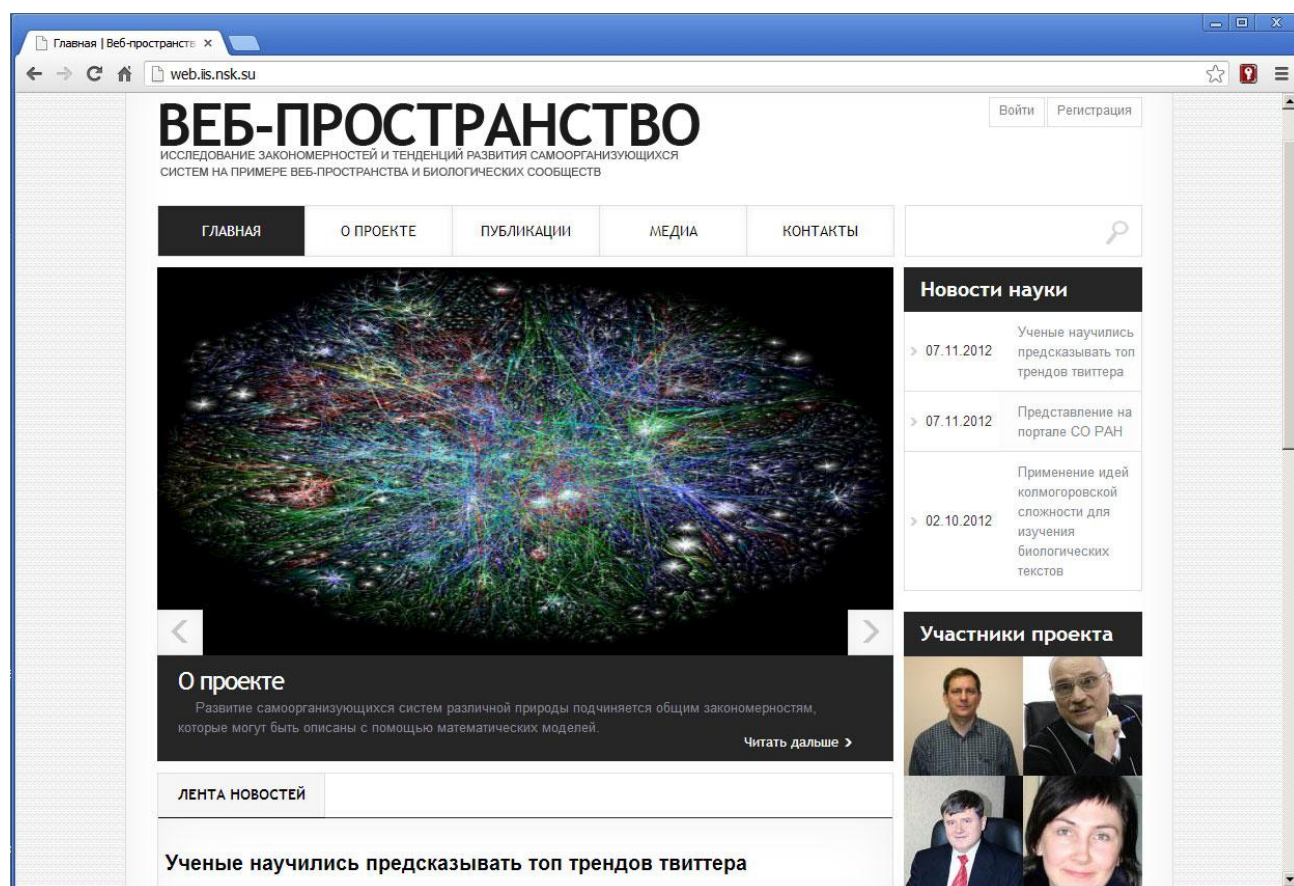 Главная | Веб-пространств
web.iis.nsk.su
ВЕБ-ПРОСТРАНСТВО
ИССЛЕДОВАНИЕ ЗАКОНОМЕРНОСТЕЙ И ТЕНДЕНЦИЙ РАЗВИТИЯ САМООРГАНИЗУЮЩИХСЯ
СИСТЕМ НА ПРИМЕРЕ ВЕБ-ПРОСТРАНСТВА И БИОЛОГИЧЕСКИХ СООБЩЕСТВ
Войти Регистрация
ГЛАВНАЯ О ПРОЕКТЕ ПУБЛИКАЦИИ МЕДИА КОНТАКТЫ
О проекте
Развитие самоорганизующихся систем различной природы подчиняется общим закономерностям,
которые могут быть описаны с помощью математических моделей.
Читать дальше
ЛЕНТА НОВОСТЕЙ
Ученые научились предсказывать топ трендов твиттера
Новости науки
07.11.2012
Ученые научились
предсказывать топ
трендов твиттера
07.11.2012
Представление на
портале СО РАН
02.10.2012
Применение идей
колмогоровской
сложности для
изучения
биологических
текстов
Участники проекта